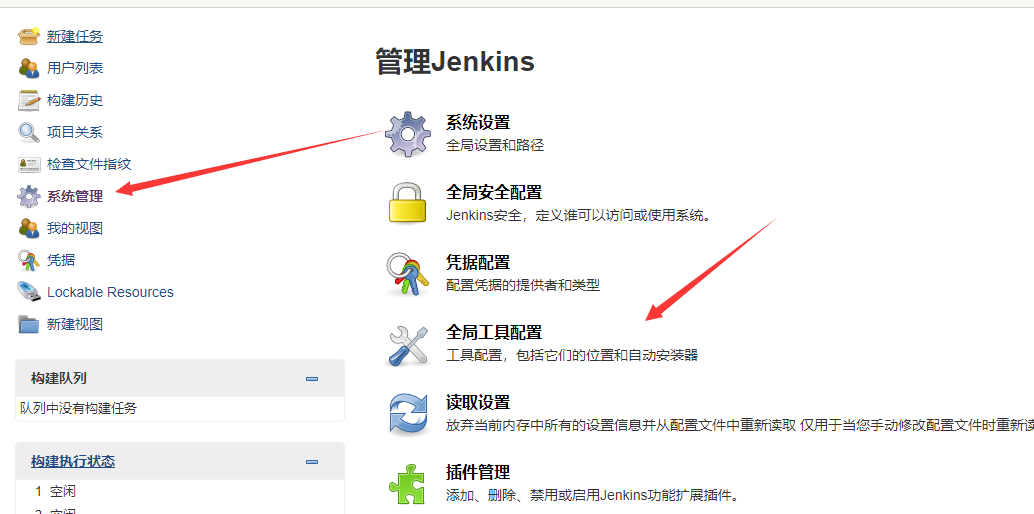 新建任务
用户列表
构建历史
项目关系
检查文件指纹
系统管理
我的视图
凭据
Lockable Resources
新建视图
构建队列
队列中没有构建任务
构建执行状态
1 空闲
2 空闲
管理Jenkins
系统设置
全局设置和路径
全局安全配置
Jenkins安全，定义谁可以访问或使用系统。
凭据配置
配置凭据的提供者和类型
全局工具配置
工具配置，包括它们的位置和自动安装器
读取设置
放弃当前内存中所有的设置信息并从配置文件中重新读取 仅用于当您手动修改配置文件时重新读
插件管理
添加、删除、禁用或启用Jenkins功能扩展插件。